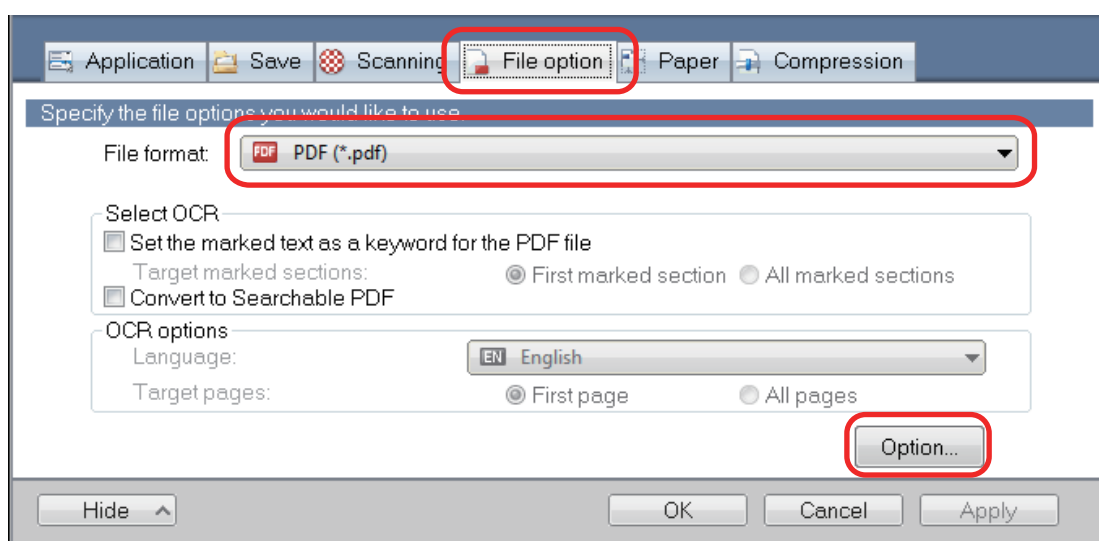 Application Save Scanning File option Paper Compression
Specify the file options you would like to use.
File format: PDF PDF (*.pdf)
Select OCR
Set the marked text as a keyword for the PDF file
Target marked sections: First marked section All marked sections
Convert to Searchable PDF
OCR options
Language: EN English
Target pages: First page All pages
Option...
Hide OK Cancel Apply